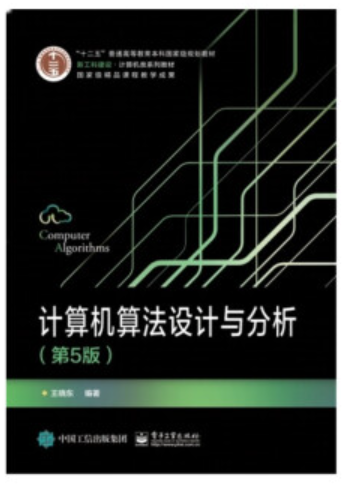 十二五
“十二五”普通高等教育本科国家级规划教材
新工科建设·计算机类系列教材
国家级精品课程教学成果
Computer
Algorithms
计算机算法设计与分析
（第5版）
王晓东 编著
中国工信出版集团
电子工业出版社